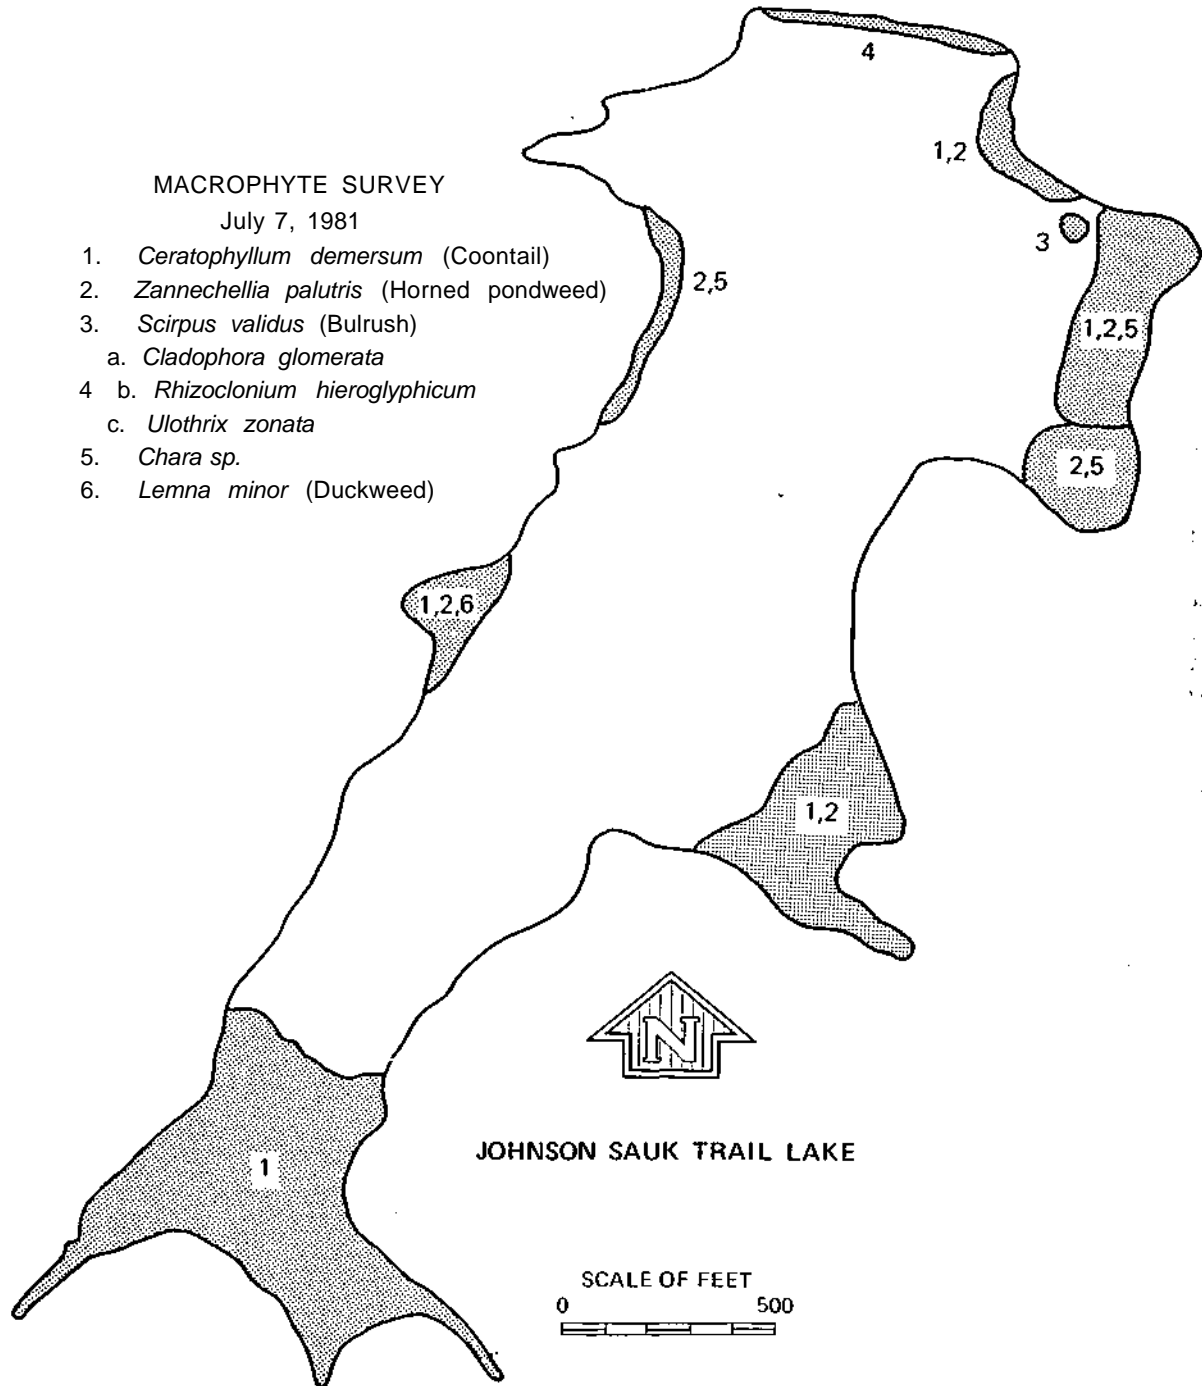 4
1,2
MACROPHYTE SURVEY
July 7, 1981
1. Ceratophyllum demersum (Coontail)
2. Zannechellia palutris (Horned pondweed)
3. Scirpus validus (Bulrush)
a. Cladophora glomerata
4 b. Rhizoclonium hieroglyphicum
c. Ulothrix zonata
5. Chara sp.
6. Lemna minor (Duckweed)
3
2,5
1,2,5
2,5
1,2,6
1,2
N
JOHNSON SAUK TRAIL LAKE
1
SCALE OF FEET
0 500